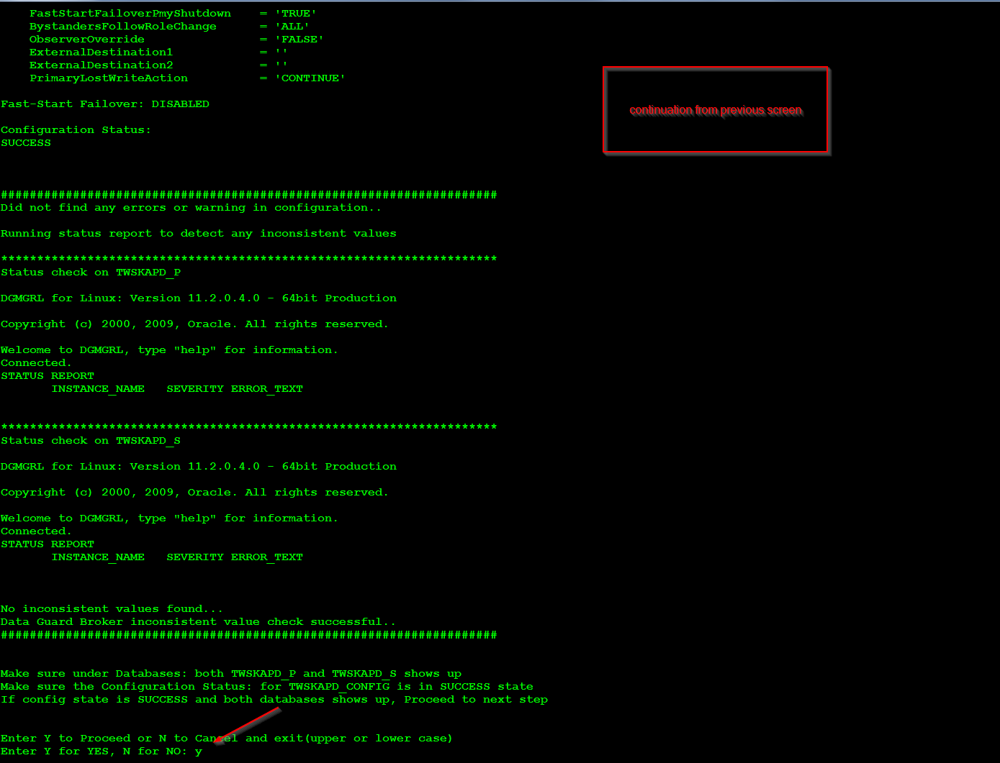 FastStartFailoverPmyShutdown = 'TRUE'
BystandersFollowRoleChange = 'ALL'
ObserverOverride = 'FALSE'
ExternalDestination1 = ''
ExternalDestination2 = ''
PrimaryLostWriteAction = 'CONTINUE'
Fast-Start Failover: DISABLED
continuation from previous screen
Configuration Status:
SUCCESS
#####################################################################
Did not find any errors or warning in configuration..
Running status report to detect any inconsistent values
*********************************************************************
Status check on TWSKAPD_P
DGMGRL for Linux: Version 11.2.0.4.0 - 64bit Production
Copyright (c) 2000, 2009, Oracle. All rights reserved.
Welcome to DGMGRL, type "help" for information.
Connected.
STATUS REPORT
INSTANCE_NAME SEVERITY ERROR_TEXT
*********************************************************************
Status check on TWSKAPD_S
DGMGRL for Linux: Version 11.2.0.4.0 - 64bit Production
Copyright (c) 2000, 2009, Oracle. All rights reserved.
Welcome to DGMGRL, type "help" for information.
Connected.
STATUS REPORT
INSTANCE_NAME SEVERITY ERROR_TEXT
No inconsistent values found...
Data Guard Broker inconsistent value check successful..
#####################################################################
Make sure under Databases: both TWSKAPD_P and TWSKAPD_S shows up
Make sure the Configuration Status: for TWSKAPD_CONFIG is in SUCCESS state
If config state is SUCCESS and both databases shows up, Proceed to next step
Enter Y to Proceed or N to Cancel and exit(upper or lower case)
Enter Y for YES, N for NO: y